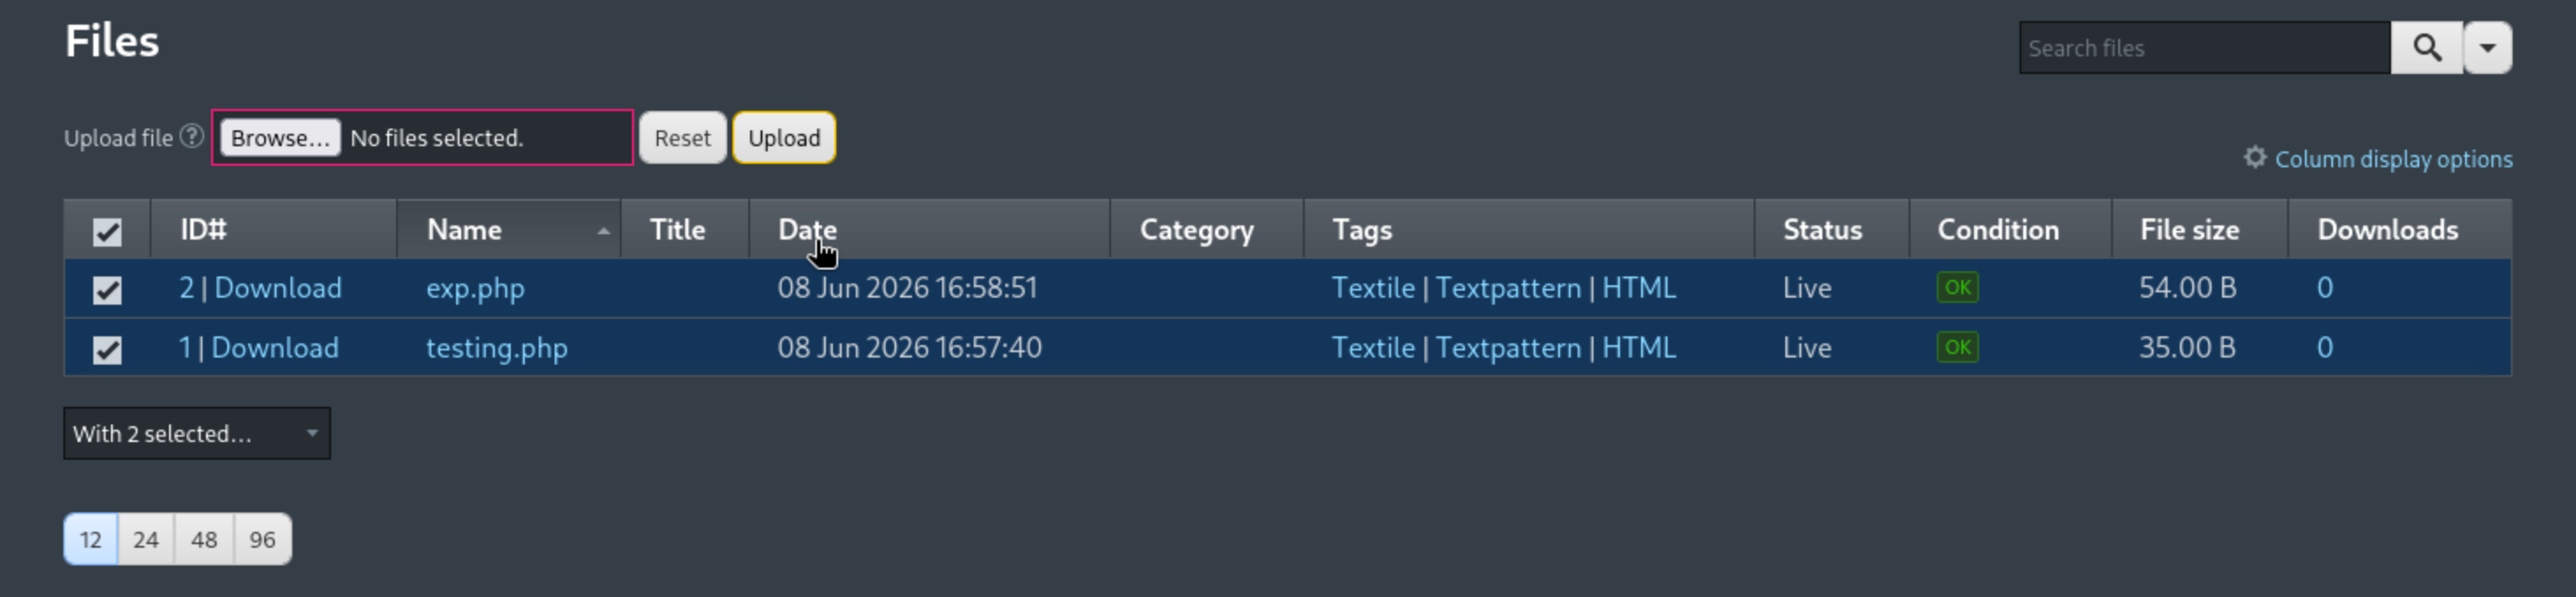 Files
Search files
Upload file ? Browse... No files selected. Reset Upload
Column display options
ID# Name Title Date Category Tags Status Condition File size Downloads
2 | Download exp.php 08 Jun 2026 16:58:51 Textile | Textpattern | HTML Live OK 54.00 B 0
1 | Download testing.php 08 Jun 2026 16:57:40 Textile | Textpattern | HTML Live OK 35.00 B 0
With 2 selected...
12 24 48 96